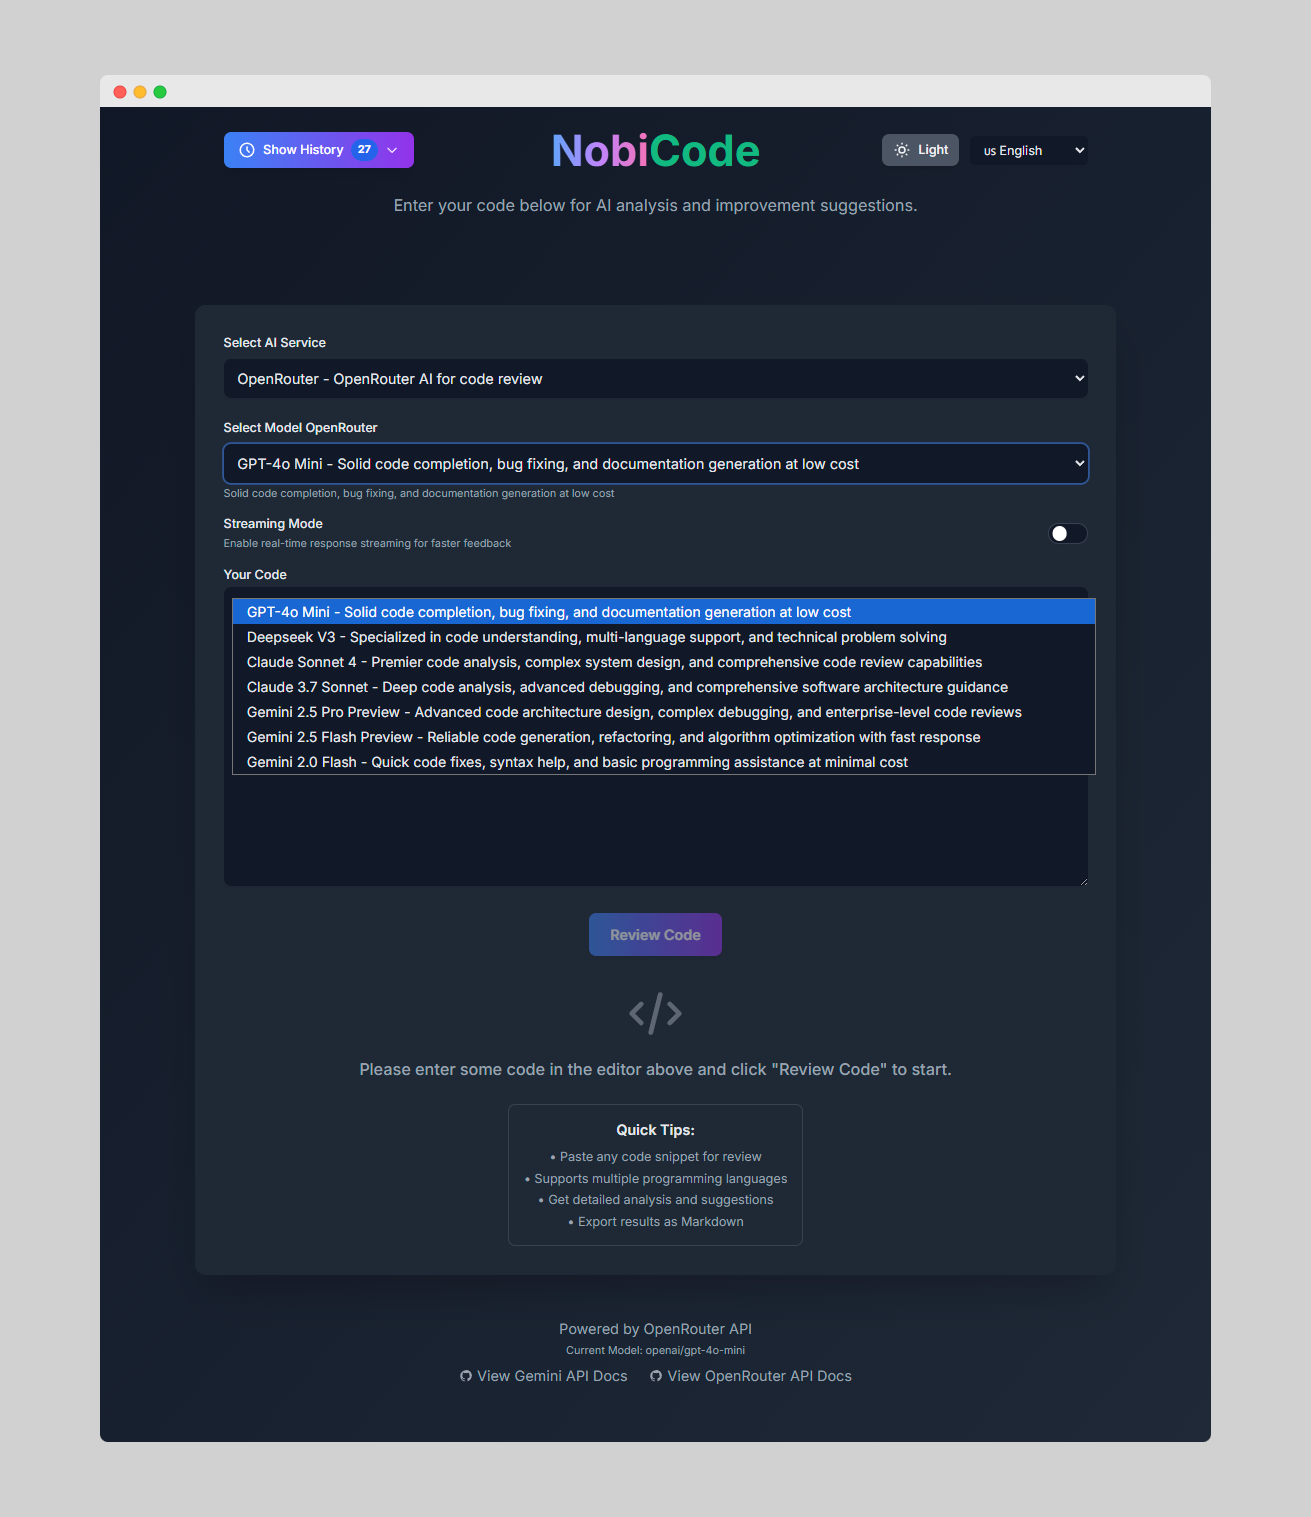 Show History 27
NobiCode
Light
us English
Enter your code below for AI analysis and improvement suggestions.
Select AI Service
OpenRouter - OpenRouter AI for code review
Select Model OpenRouter
GPT-4o Mini - Solid code completion, bug fixing, and documentation generation at low cost
Solid code completion, bug fixing, and documentation generation at low cost
Streaming Mode
Enable real-time response streaming for faster feedback
Your Code
GPT-4o Mini - Solid code completion, bug fixing, and documentation generation at low cost
Deepseek V3 - Specialized in code understanding, multi-language support, and technical problem solving
Claude Sonnet 4 - Premier code analysis, complex system design, and comprehensive code review capabilities
Claude 3.7 Sonnet - Deep code analysis, advanced debugging, and comprehensive software architecture guidance
Gemini 2.5 Pro Preview - Advanced code architecture design, complex debugging, and enterprise-level code reviews
Gemini 2.5 Flash Preview - Reliable code generation, refactoring, and algorithm optimization with fast response
Gemini 2.0 Flash - Quick code fixes, syntax help, and basic programming assistance at minimal cost
Review Code
Please enter some code in the editor above and click "Review Code" to start.
Quick Tips:
• Paste any code snippet for review
• Supports multiple programming languages
• Get detailed analysis and suggestions
• Export results as Markdown
Powered by OpenRouter API
Current Model: openai/gpt-4o-mini
View Gemini API Docs
View OpenRouter API Docs